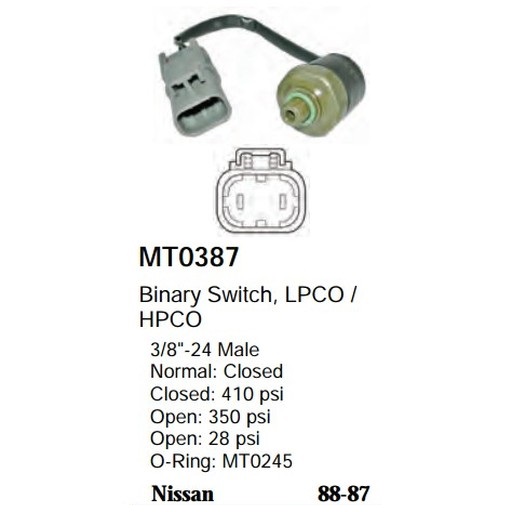 MT0387
Binary Switch, LPCO /
HPCO
3/8"-24 Male
Normal: Closed
Closed: 410 psi
Open: 350 psi
Open: 28 psi
O-Ring: MT0245
Nissan 88-87